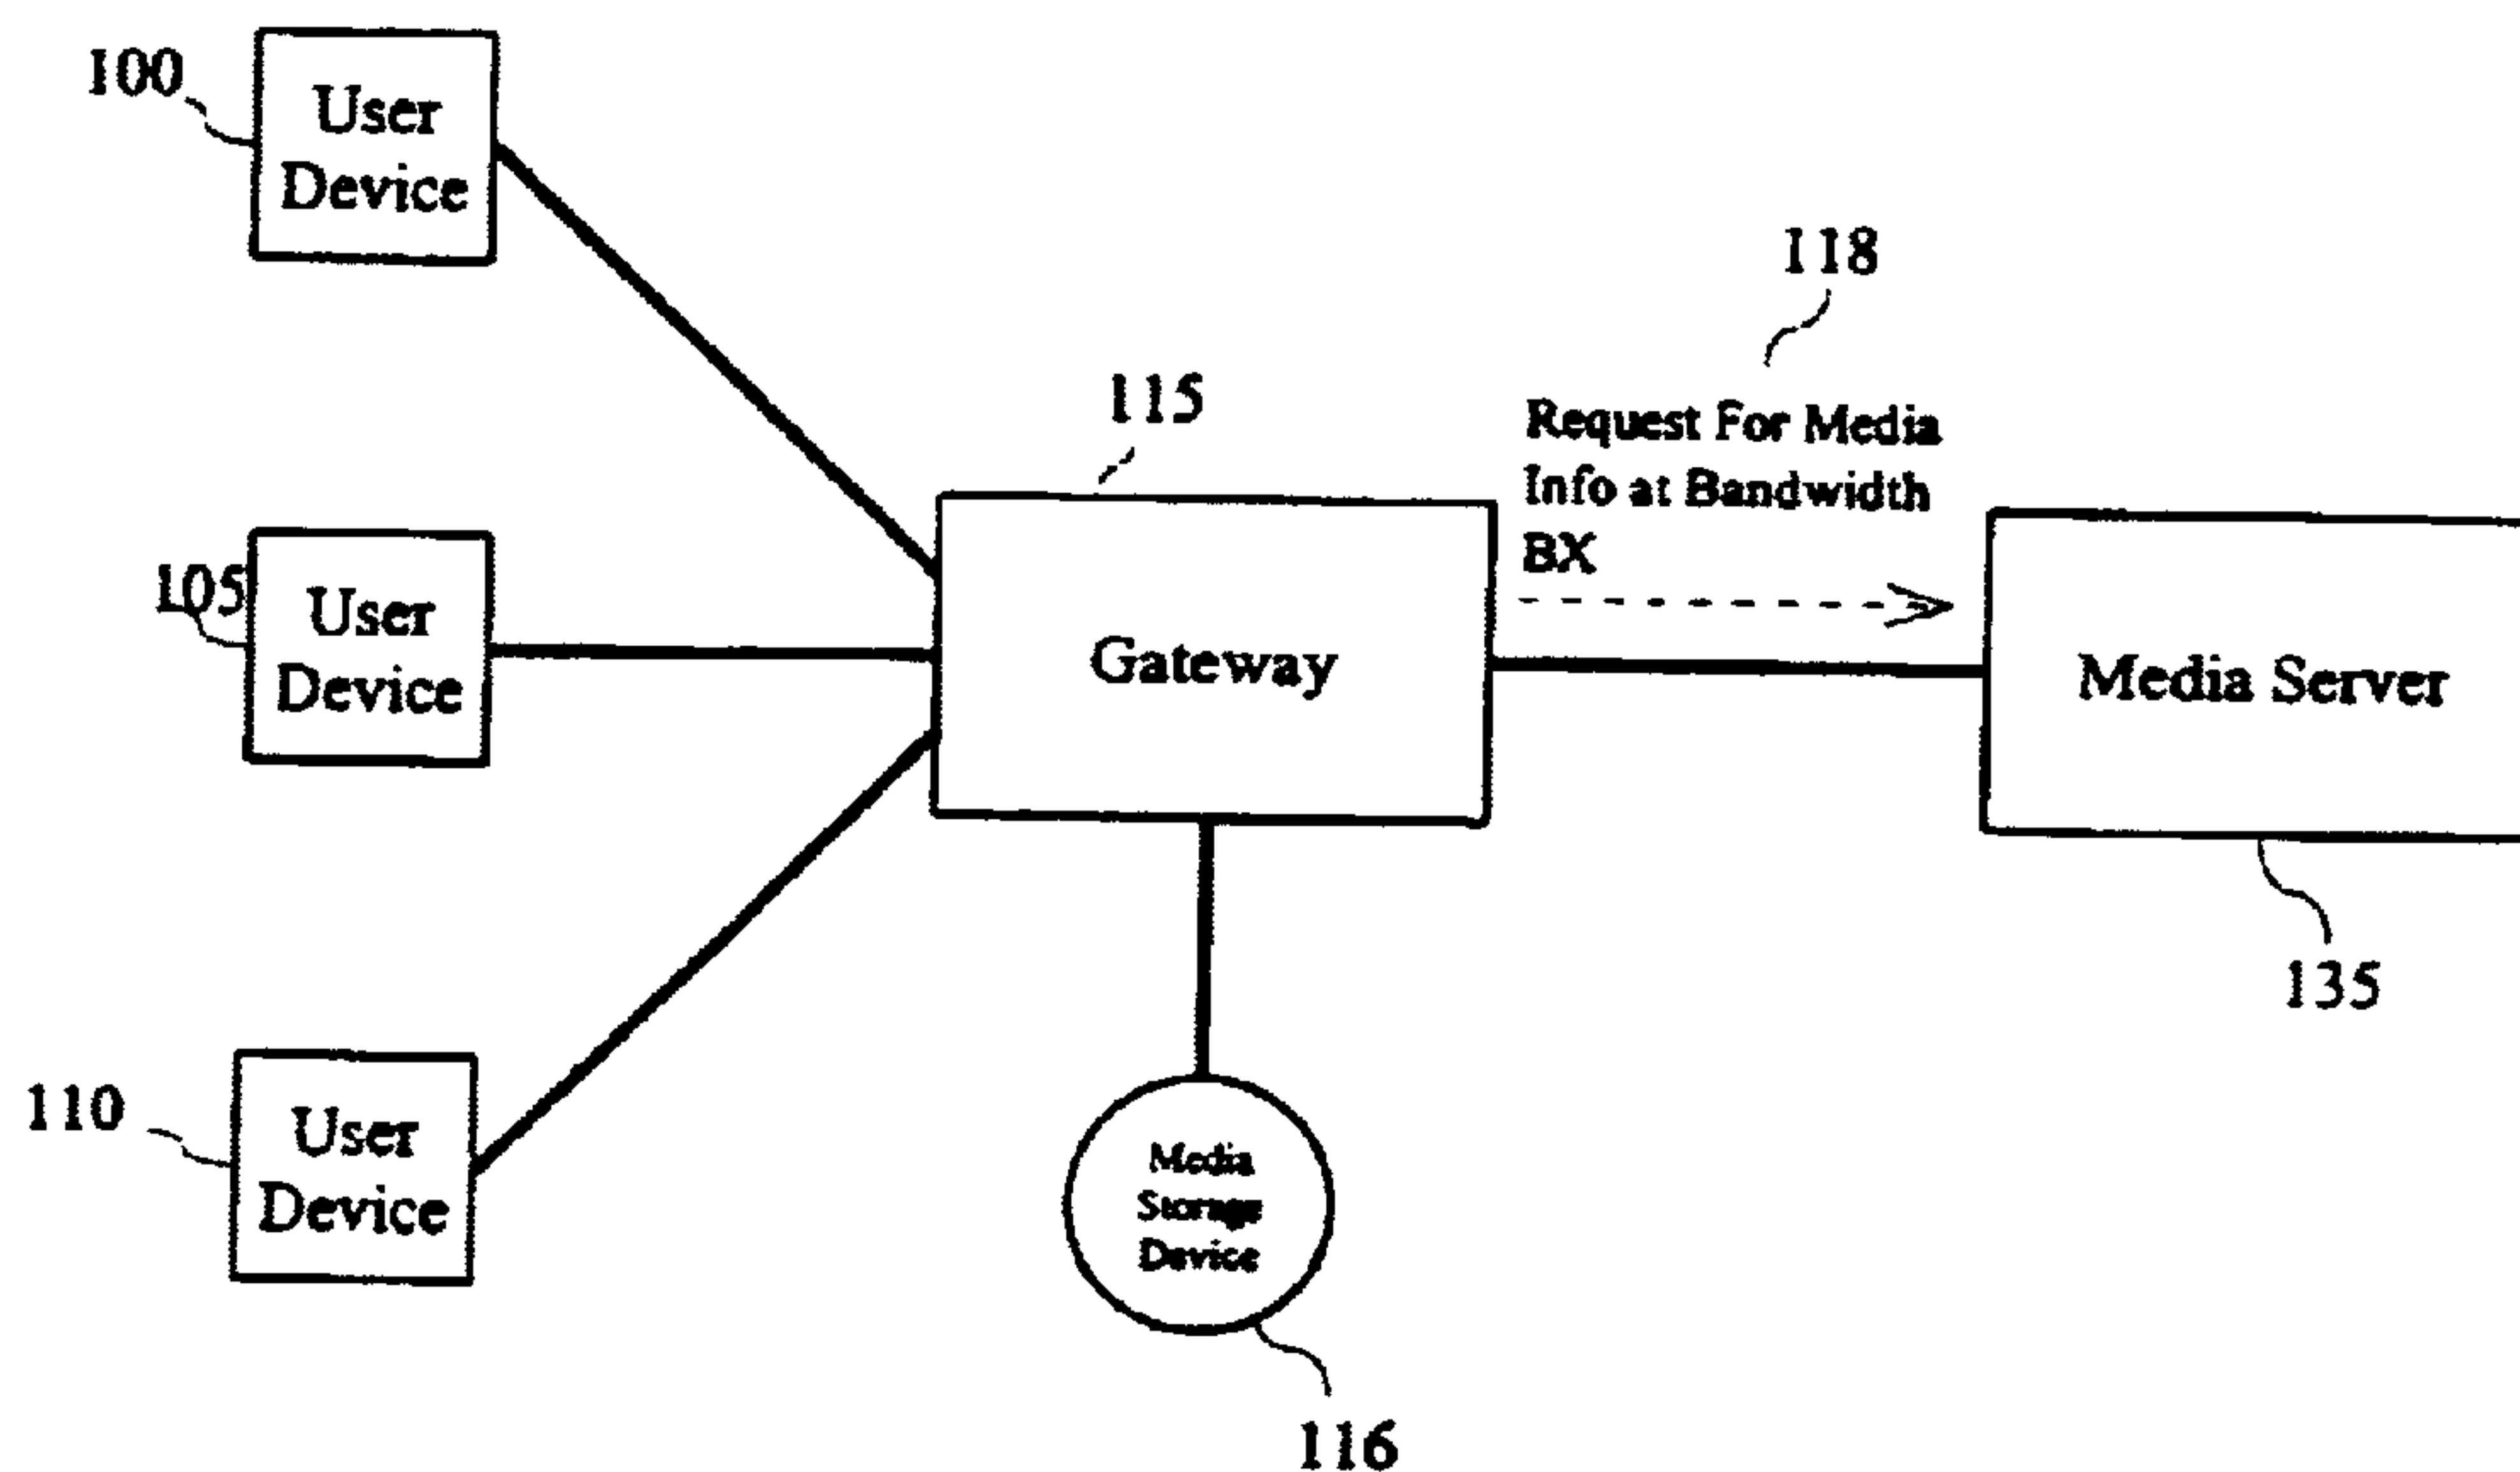 100
User
Device
118
115
Request For Media
Info at Bandwidth
BX
105
User
Device
Gateway
Media Server
135
110
User
Device
Media
Storage
Device
116